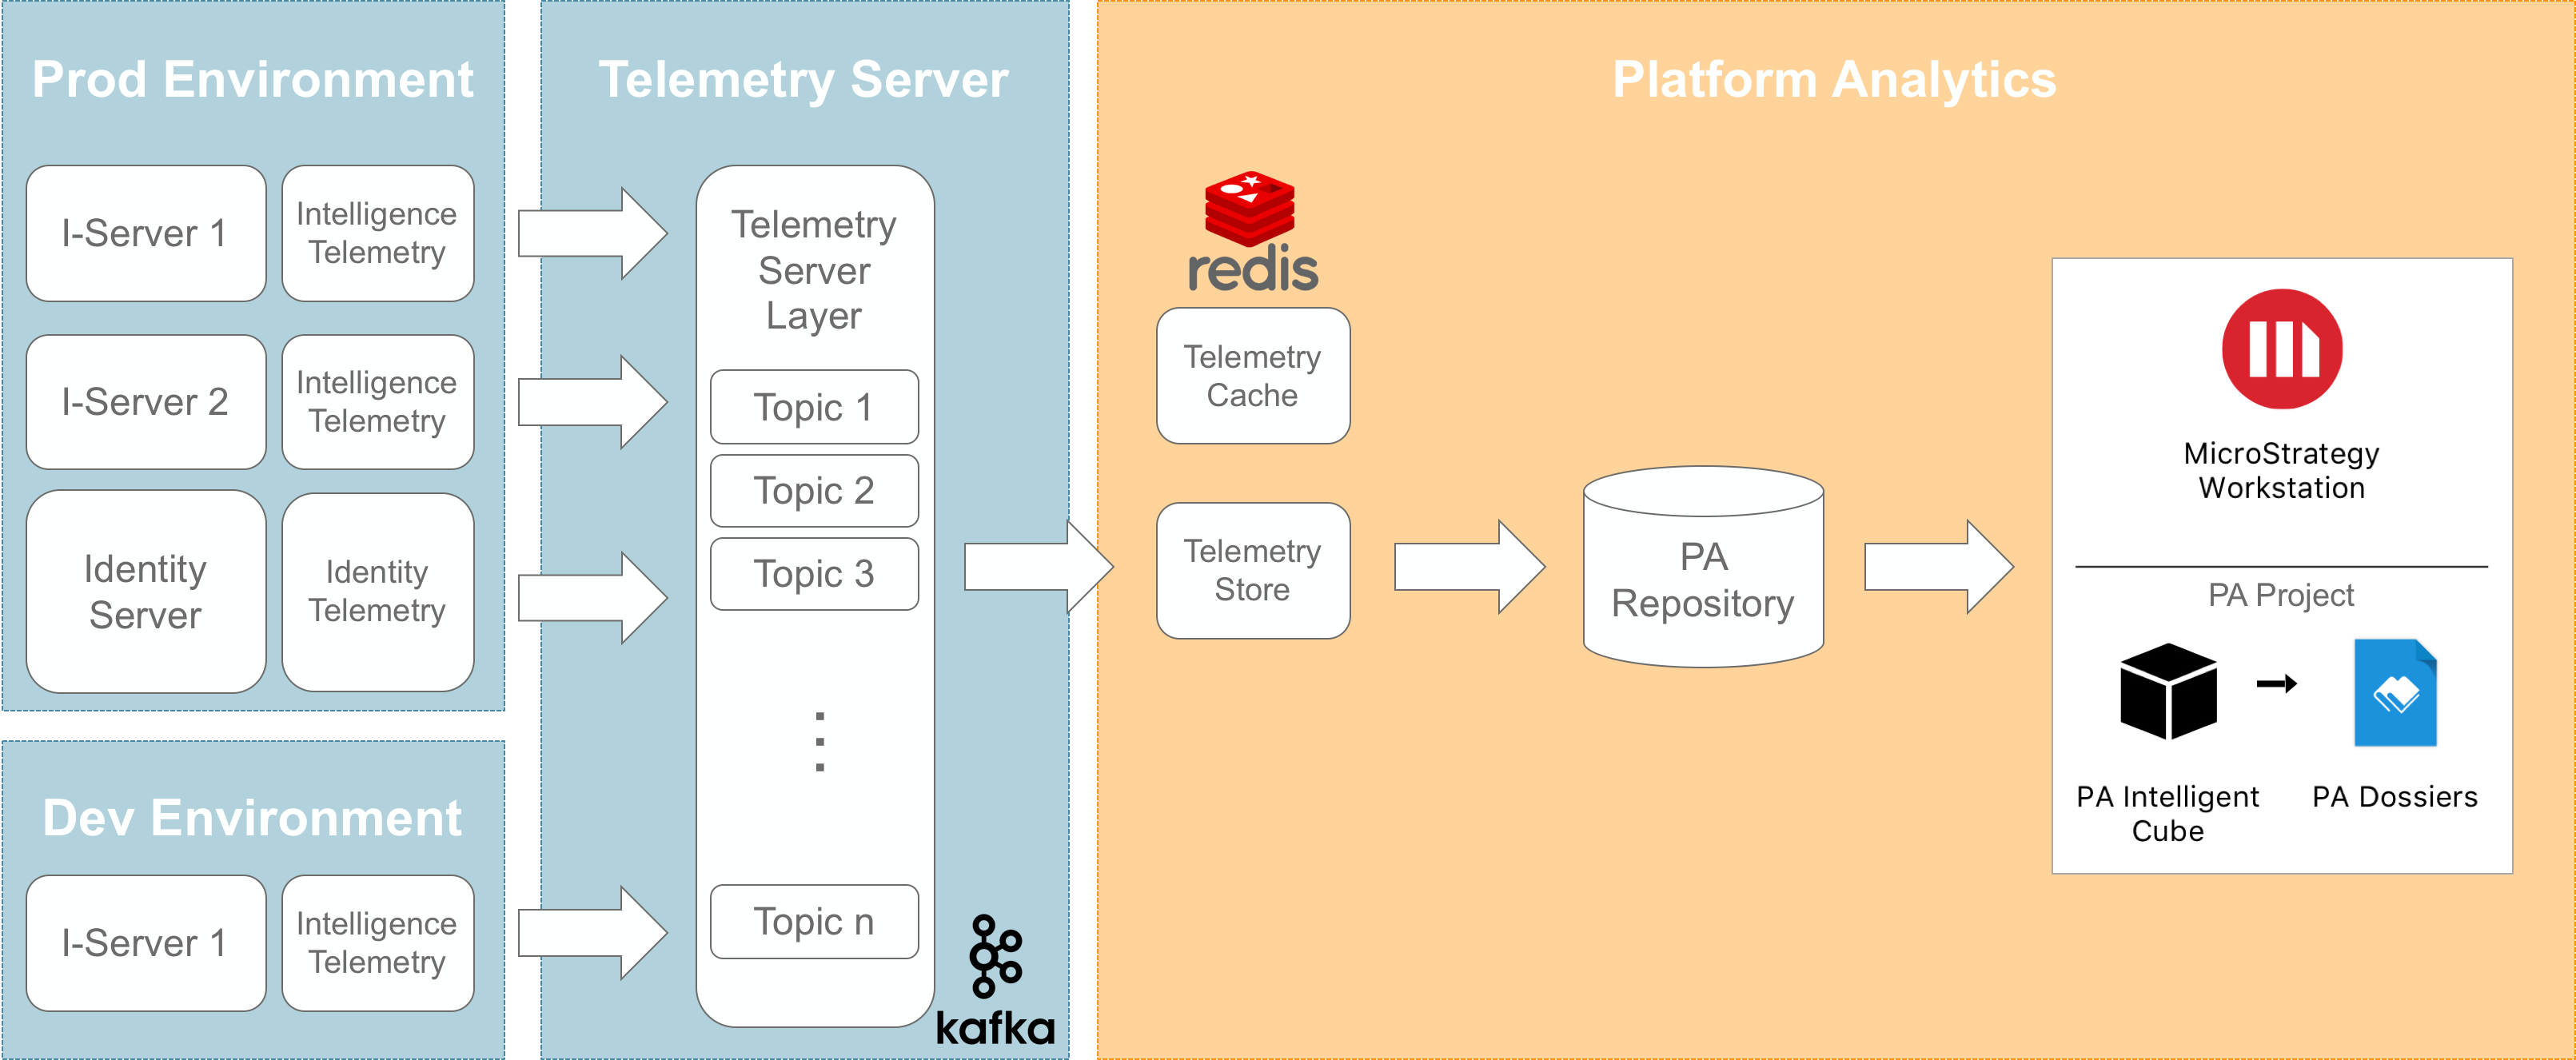 Prod Environment
I-Server 1
Intelligence
Telemetry
I-Server 2
Intelligence
Telemetry
Identity
Server
Identity
Telemetry
Dev Environment
I-Server 1
Intelligence
Telemetry
Telemetry Server
Telemetry
Server
Layer
Topic 1
Topic 2
Topic 3
Topic n
kafka
Platform Analytics
redis
Telemetry
Cache
Telemetry
Store
PA
Repository
MicroStrategy
Workstation
PA Project
PA Intelligent
Cube
PA Dossiers